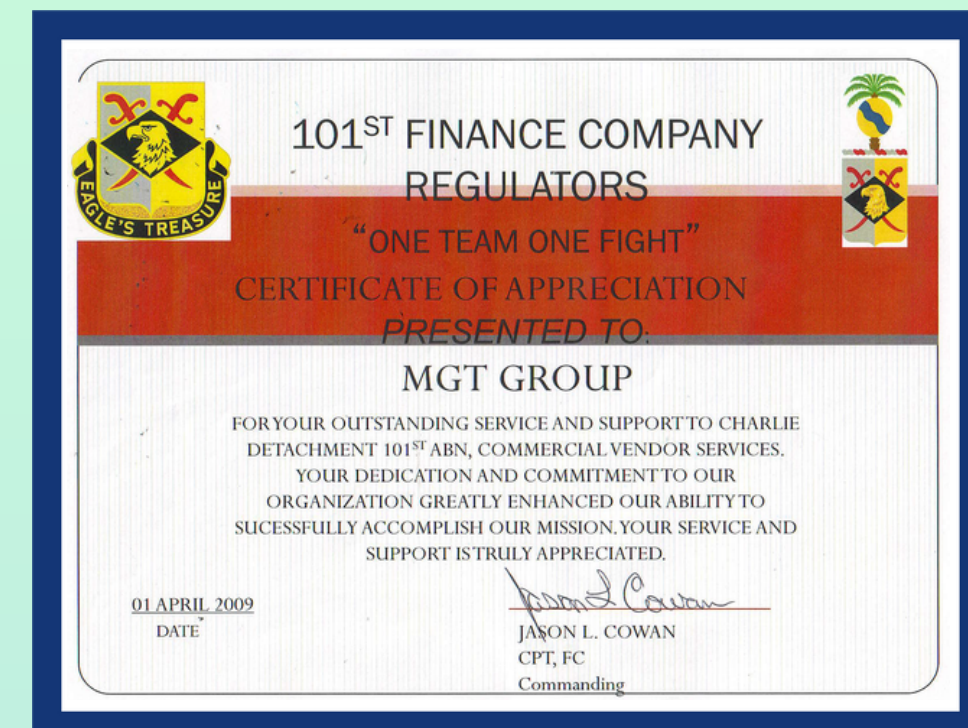 101ST FINANCE COMPANY
REGULATORS
"ONE TEAM ONE FIGHT"
CERTIFICATE OF APPRECIATION
PRESENTED TO:
MGT GROUP
FOR YOUR OUTSTANDING SERVICE AND SUPPORT TO CHARLIE
DETACHMENT 101ST ABN, COMMERCIAL VENDOR SERVICES.
YOUR DEDICATION AND COMMITMENT TO OUR
ORGANIZATION GREATLY ENHANCED OUR ABILITY TO
SUCESSFULLY ACCOMPLISH OUR MISSION. YOUR SERVICE AND
SUPPORT IS TRULY APPRECIATED.
Jason L Cowan
01 APRIL 2009
DATE
JASON L. COWAN
CPT, FC
Commanding
EAGLE'S TREASURE